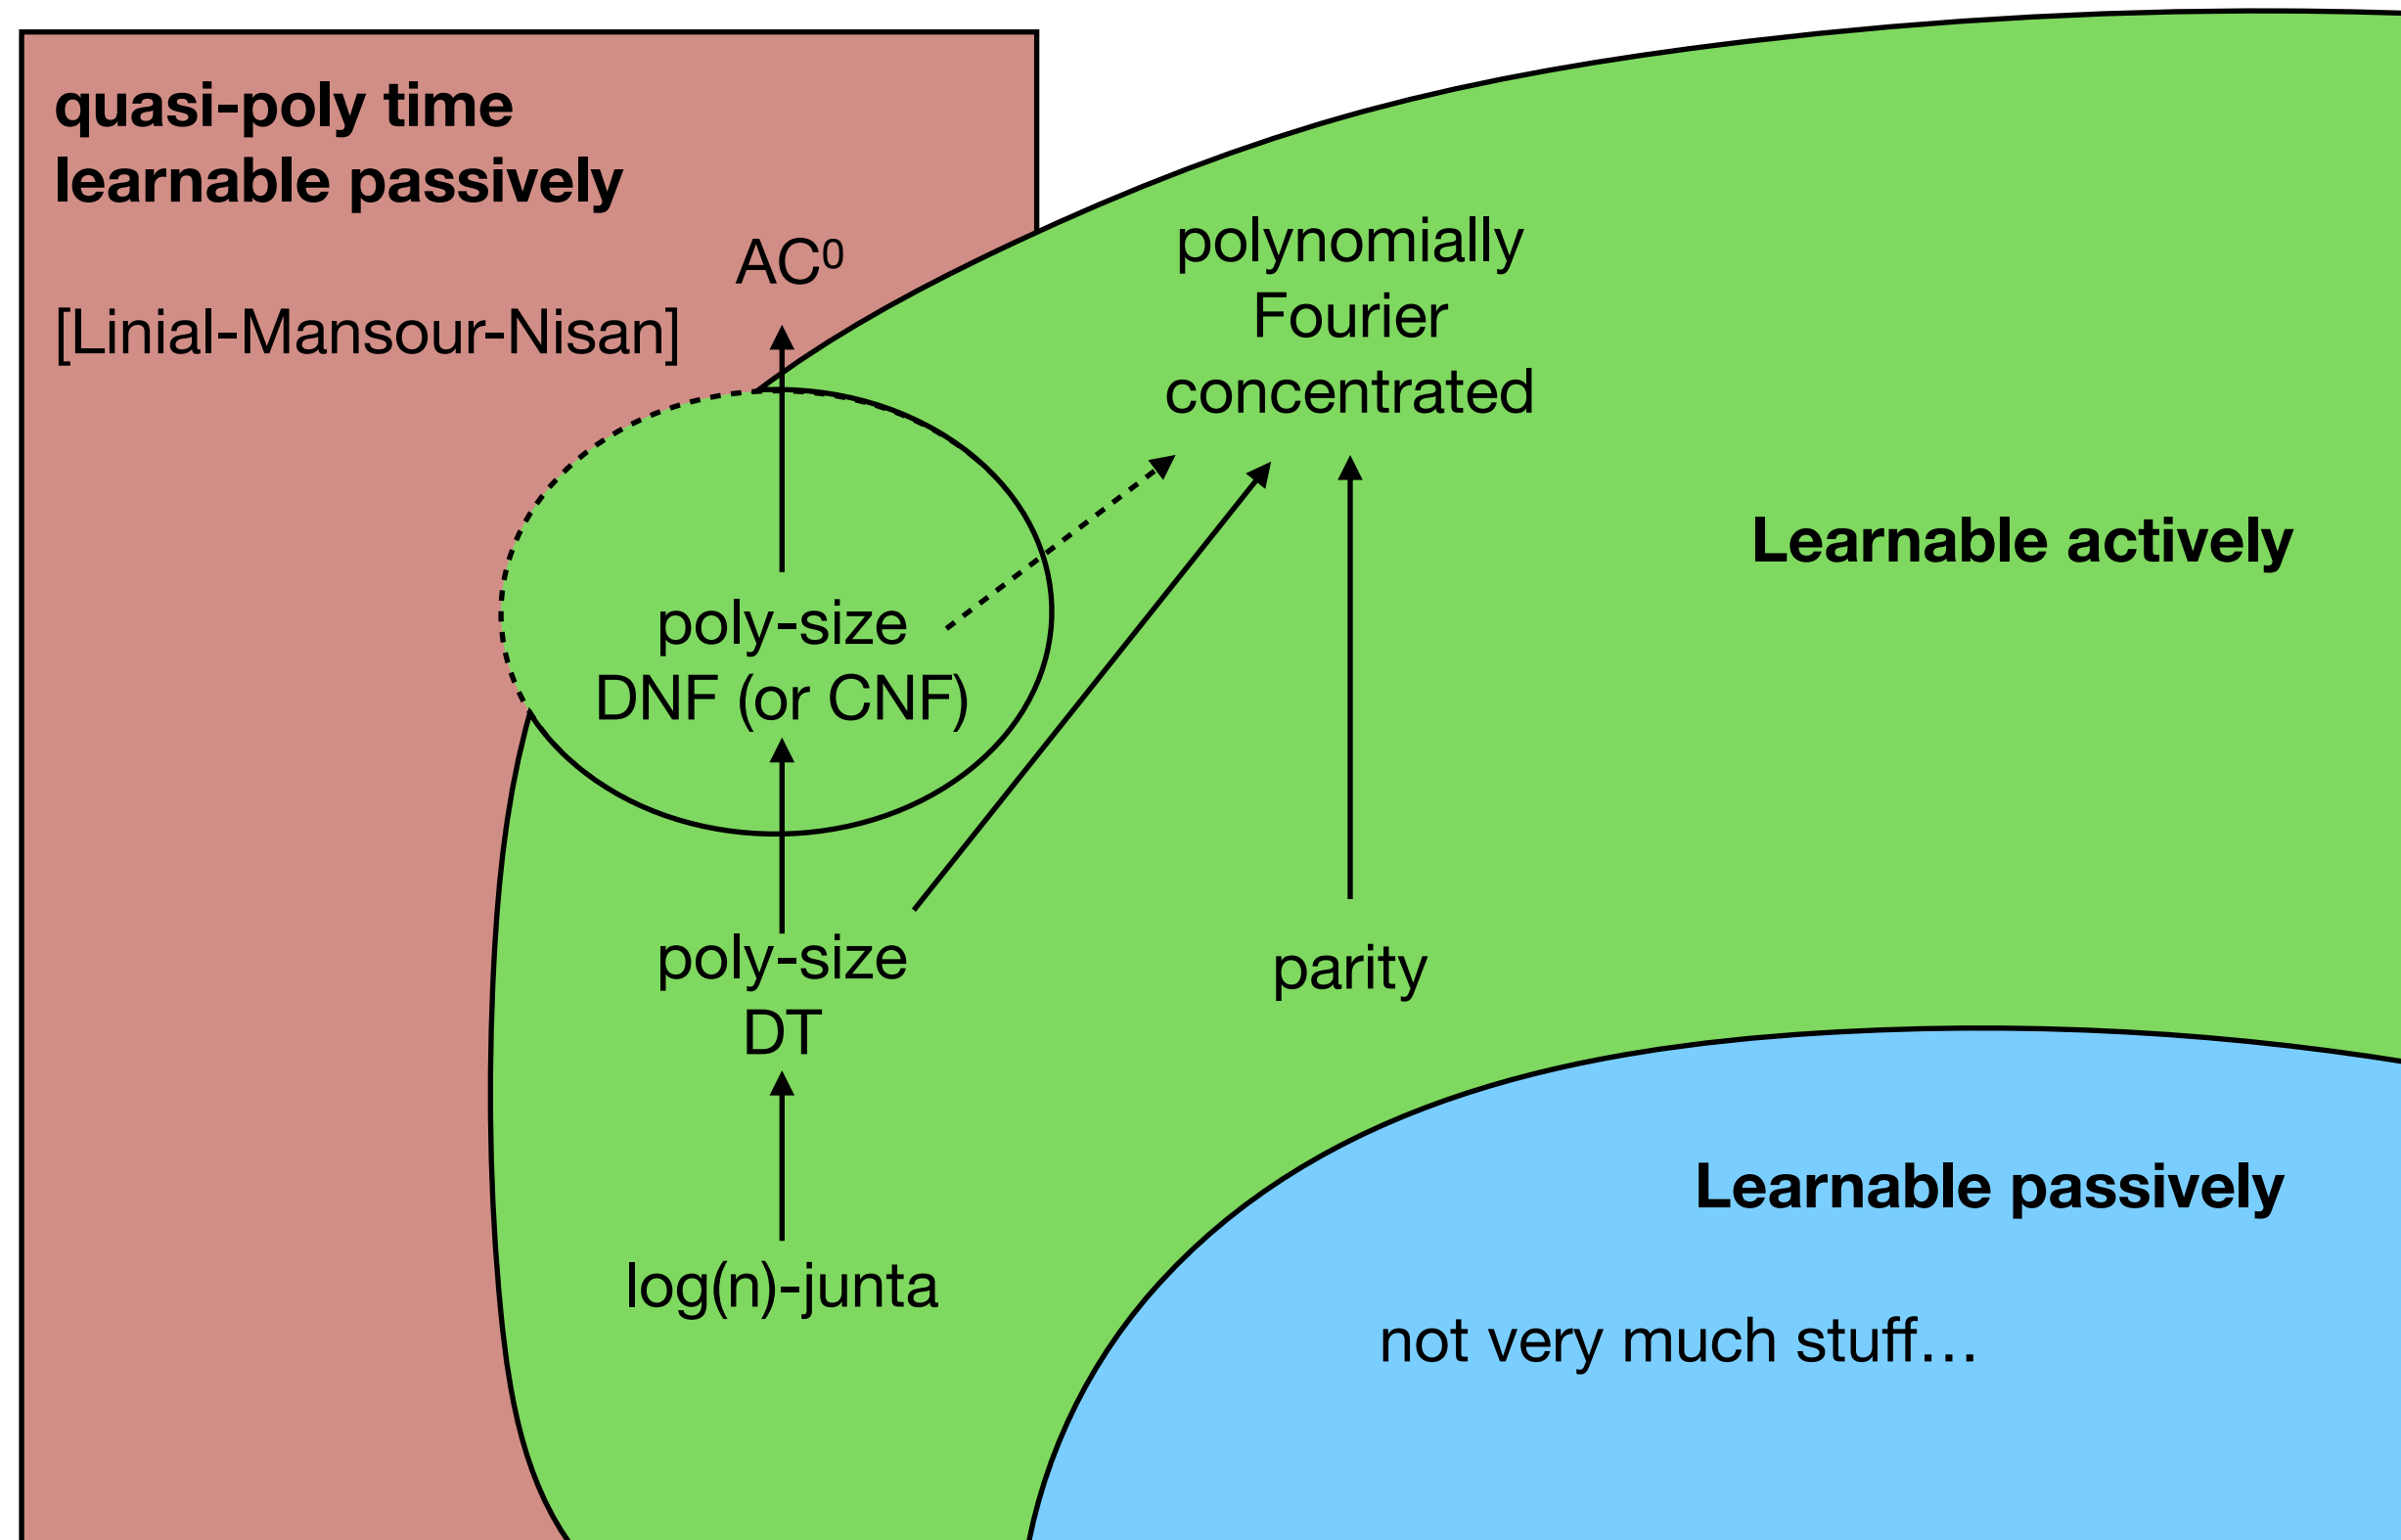 quasi-poly time
learnable passively
[Linial-Mansour-Nisan]
AC⁰
polynomially
Fourier
concentrated
Learnable actively
poly-size
DNF (or CNF)
poly-size
DT
parity
log(n)-junta
Learnable passively
not very much stuff…